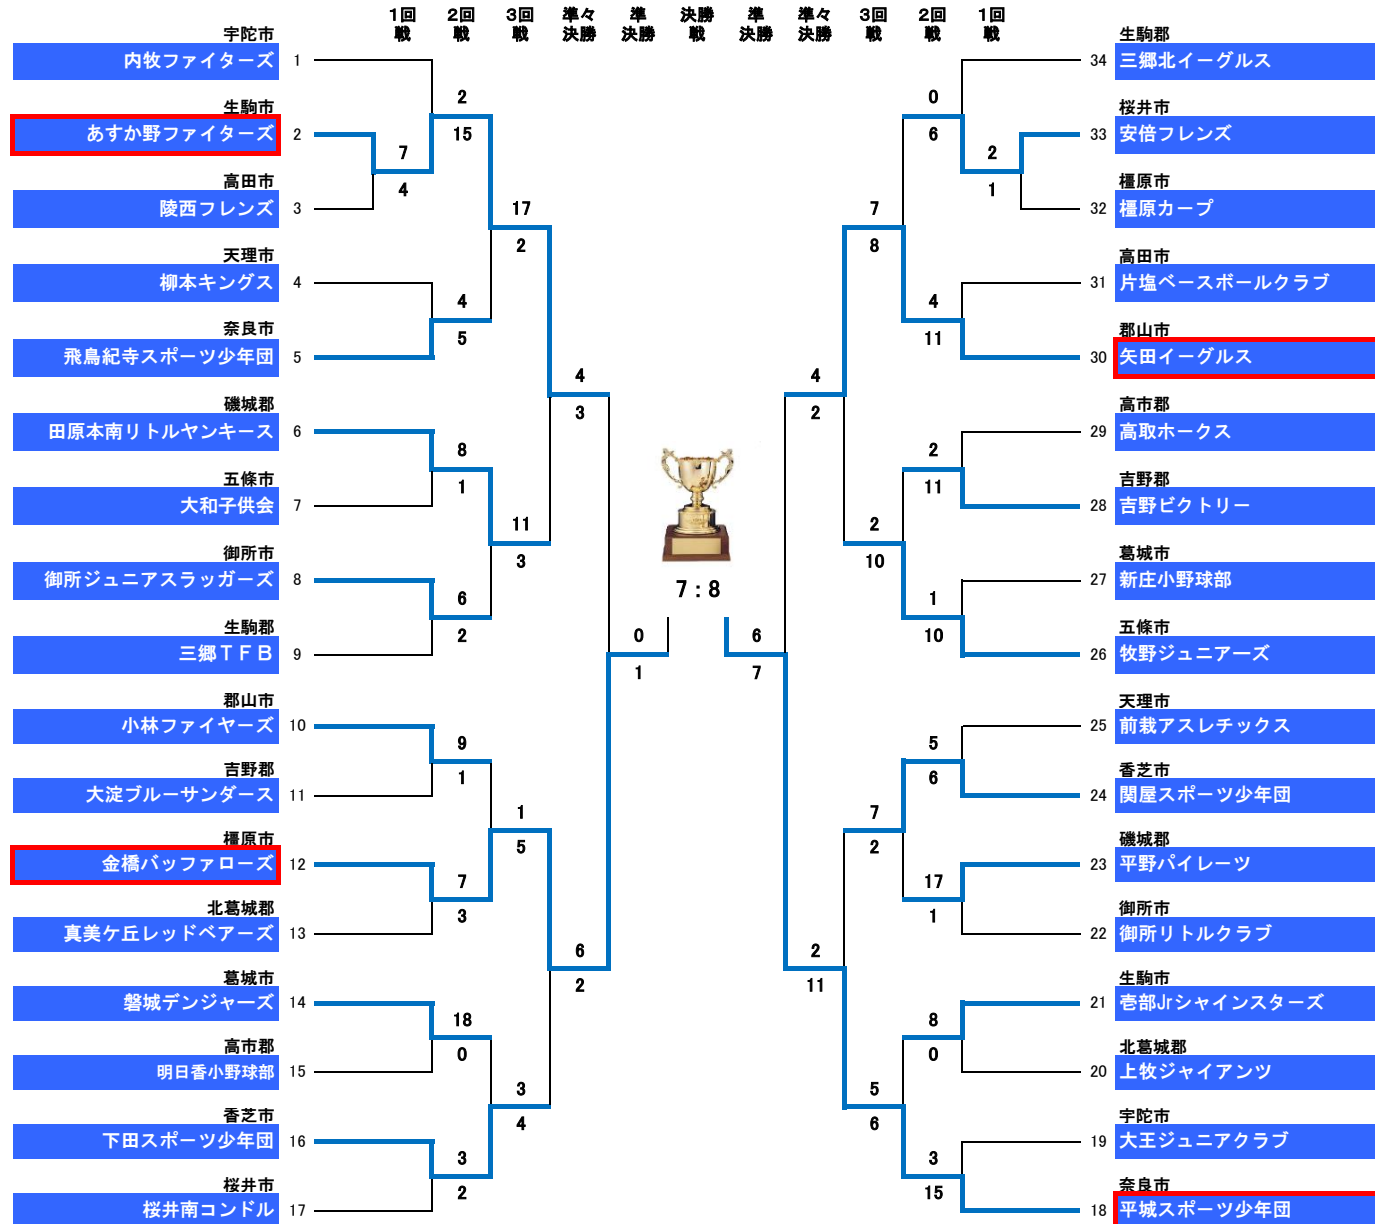 1回戦
2回戦
3回戦
準々決勝
準決勝
決勝戦
準決勝
準々決勝
3回戦
2回戦
1回戦
宇陀市
内牧ファイターズ 1
生駒市
あすか野ファイターズ 2
高田市
陵西フレンズ 3
天理市
柳本キングス 4
奈良市
飛鳥紀寺スポーツ少年団 5
磯城郡
田原本南リトルヤンキース 6
五條市
大和子供会 7
御所市
御所ジュニアスラッガーズ 8
生駒郡
三郷TFB 9
郡山市
小林ファイヤーズ 10
吉野郡
大淀ブルーサンダース 11
橿原市
金橋バッファローズ 12
北葛城郡
真美ケ丘レッドベアーズ 13
葛城市
磐城デンジャーズ 14
高市郡
明日香小野球部 15
香芝市
下田スポーツ少年団 16
桜井市
桜井南コンドル 17
7
4
2
15
4
5
8
1
6
2
9
1
7
3
18
0
3
2
17
2
11
3
1
5
3
4
4
3
6
2
0
1
7:8
6
7
4
2
2
11
7
8
2
10
7
2
5
6
0
6
4
11
2
11
1
10
5
6
17
1
8
0
3
15
2
1
生駒郡
34 三郷北イーグルス
桜井市
33 安倍フレンズ
橿原市
32 橿原カープ
高田市
31 片塩ベースボールクラブ
郡山市
30 矢田イーグルス
高市郡
29 高取ホークス
吉野郡
28 吉野ビクトリー
葛城市
27 新庄小野球部
五條市
26 牧野ジュニアーズ
天理市
25 前栽アスレチックス
香芝市
24 関屋スポーツ少年団
磯城郡
23 平野パイレーツ
御所市
22 御所リトルクラブ
生駒市
21 壱部Jrシャインスターズ
北葛城郡
20 上牧ジャイアンツ
宇陀市
19 大王ジュニアクラブ
奈良市
18 平城スポーツ少年団